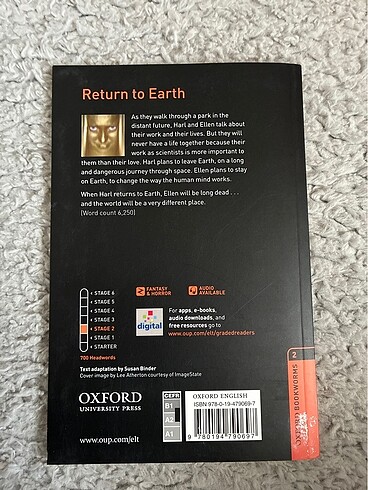 Return to Earth
As they walk through a park in the
distant future, Harl and Ellen talk about
their work and their lives. But they will
never have a life together because their
work as scientists is more important to
them than their love. Harl plans to leave Earth, on a long
and dangerous journey through space. Ellen plans to stay
on Earth, to change the way the human mind works.
When Harl returns to Earth, Ellen will be long dead . . .
and the world will be a very different place.
[Word count 6,250]
STAGE 6
STAGE 5
STAGE 4
STAGE 3
STAGE 2
STAGE 1
STARTER
700 Headwords
FANTASY
& HORROR
AUDIO
AVAILABLE
digital
For apps, e-books,
audio downloads, and
free resources go to
www.oup.com/elt/gradedreaders
Text adaptation by Susan Binder
Cover image by Lee Atherton courtesy of ImageState
OXFORD
UNIVERSITY PRESS
www.oup.com/elt
CEFR
B1
A2
A1
OXFORD ENGLISH
ISBN 978-0-19-479069-7
9 780194 790697
2
BOOKWORMS